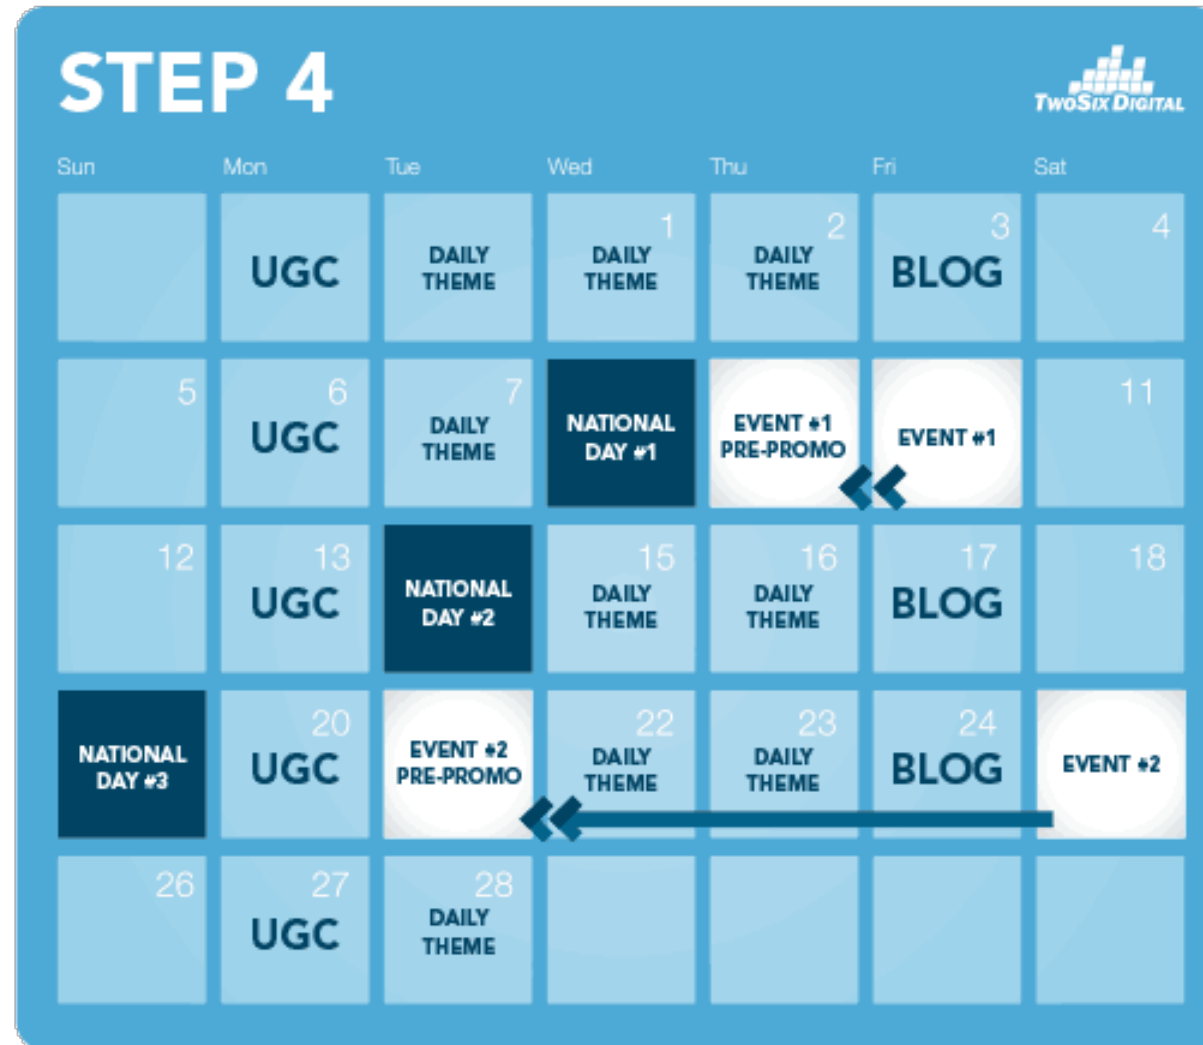 STEP 4
TWOSIX DIGITAL
Sun Mon Tue Wed Thu Fri Sat
1 2 3 4
UGC DAILY THEME DAILY THEME DAILY THEME BLOG
5 6 7 11
UGC DAILY THEME NATIONAL DAY #1 EVENT #1 PRE-PROMO EVENT #1
12 13 15 16 17 18
UGC NATIONAL DAY #2 DAILY THEME DAILY THEME BLOG
20 22 23 24
NATIONAL DAY #3 UGC EVENT #2 PRE-PROMO DAILY THEME DAILY THEME BLOG EVENT #2
26 27 28
UGC DAILY THEME